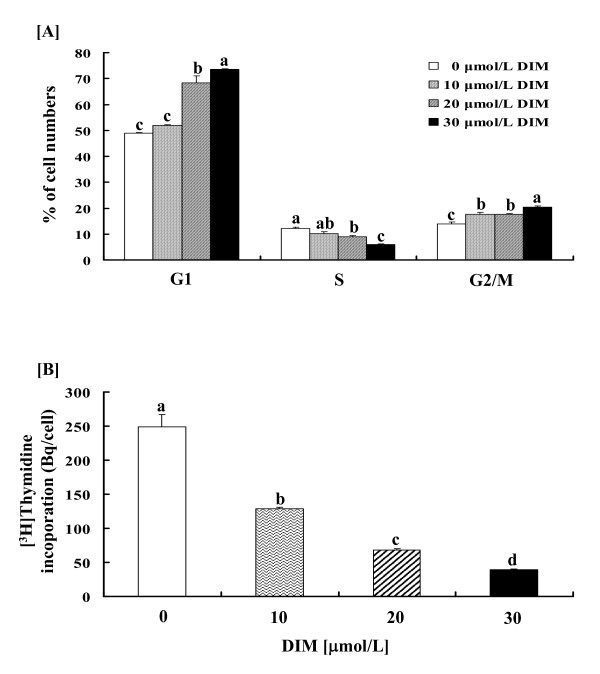 [A]
% of cell numbers
80
70
60
50
40
30
20
10
0
c c b a
a ab b c
c b b a
0 µmol/L DIM
10 µmol/L DIM
20 µmol/L DIM
30 µmol/L DIM
G1 S G2/M
[B]
[³H]Thymidine
incoporation (Bq/cell)
300
250
200
150
100
50
0
a
b
c
d
0 10 20 30
DIM [µmol/L]